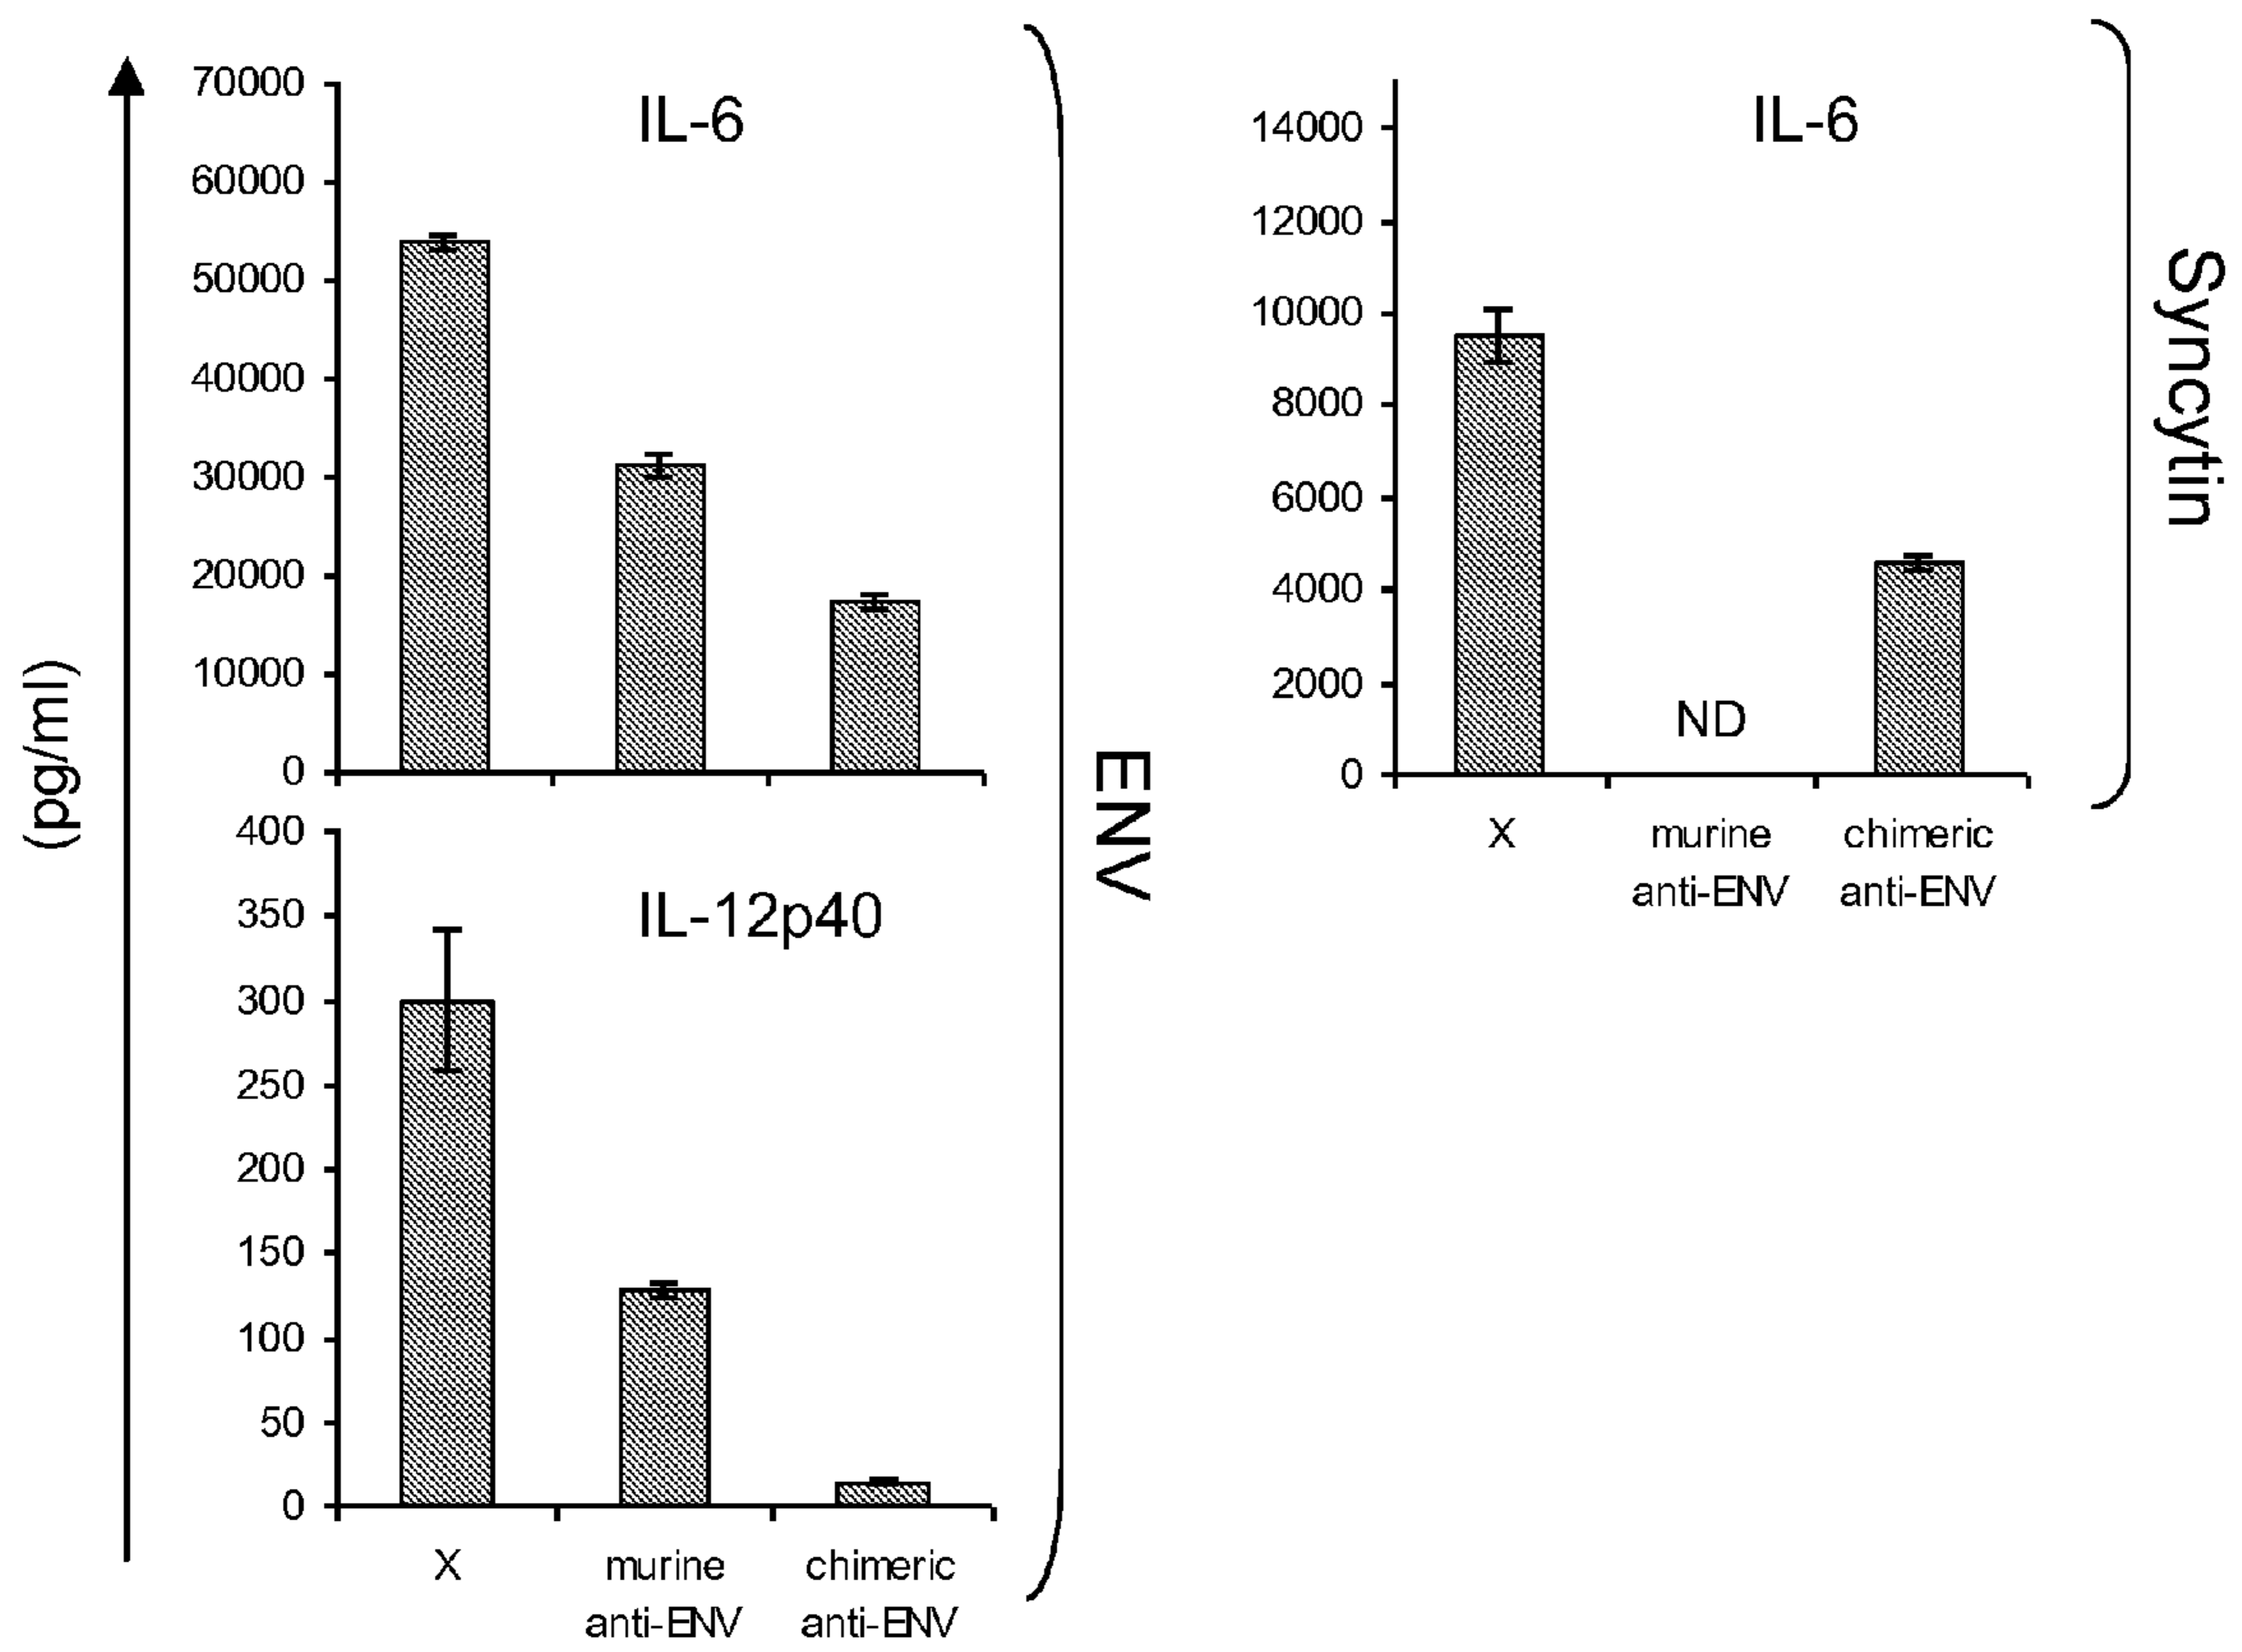 (pg/ml)
IL-6
70000
60000
50000
40000
30000
20000
10000
0
IL-12p40
400
350
300
250
200
150
100
50
0
X
murine
anti-ENV
chimeric
anti-ENV
ENV
IL-6
14000
12000
10000
8000
6000
4000
2000
0
ND
X
murine
anti-ENV
chimeric
anti-ENV
Syncytin